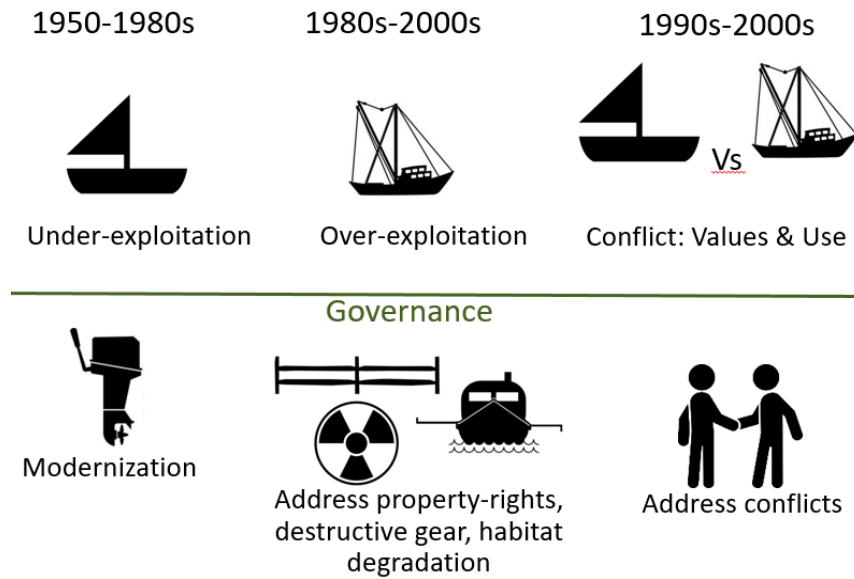 1950-1980s
1980s-2000s
1990s-2000s
Vs
Under-exploitation
Over-exploitation
Conflict: Values & Use
Governance
Modernization
Address property-rights,
destructive gear, habitat
degradation
Address conflicts